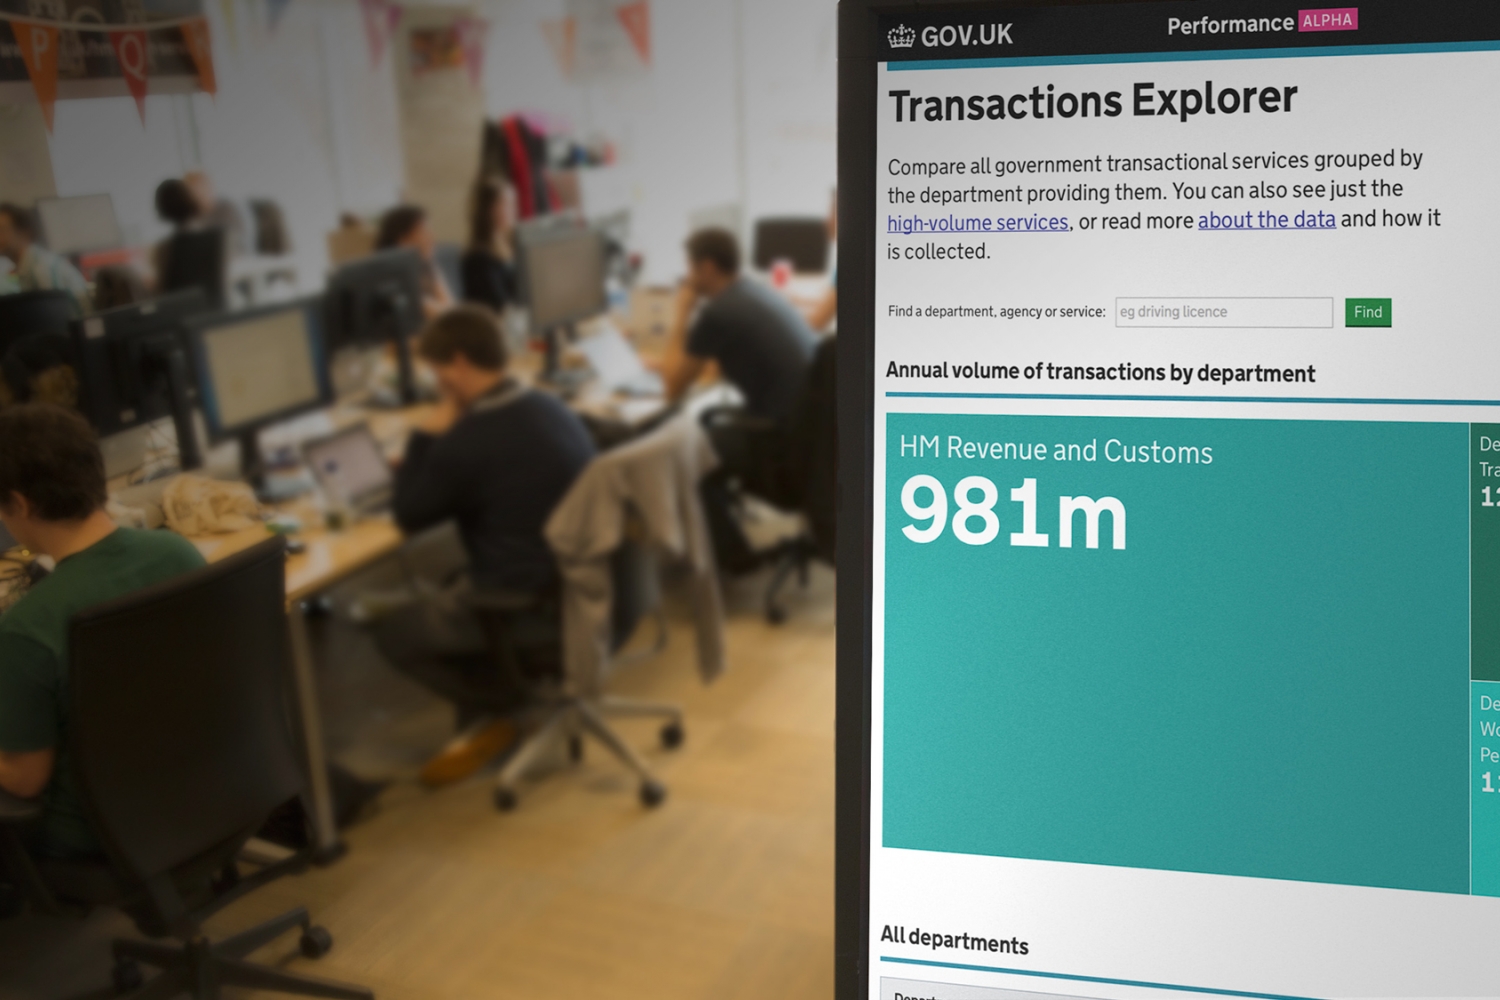 GOV.UK
Performance ALPHA
Transactions Explorer
Compare all government transactional services grouped by
the department providing them. You can also see just the
high-volume services, or read more about the data and how it
is collected.
Find a department, agency or service: eg driving licence Find
Annual volume of transactions by department
HM Revenue and Customs
981m
All departments